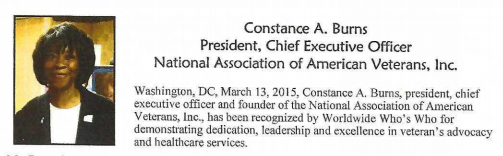 Constance A. Burns
President, Chief Executive Officer
National Association of American Veterans, Inc.
Washington, DC, March 13, 2015, Constance A. Burns, president, chief
executive officer and founder of the National Association of American
Veterans, Inc., has been recognized by Worldwide Who's Who for
demonstrating dedication, leadership and excellence in veteran's advocacy
and healthcare services.